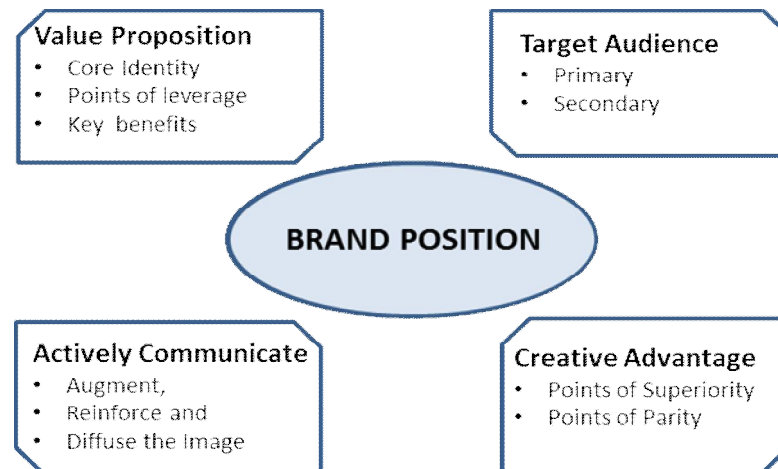 Value Proposition
• Core Identity
• Points of leverage
• Key benefits
Target Audience
• Primary
• Secondary
BRAND POSITION
Actively Communicate
• Augment,
• Reinforce and
• Diffuse the Image
Creative Advantage
• Points of Superiority
• Points of Parity